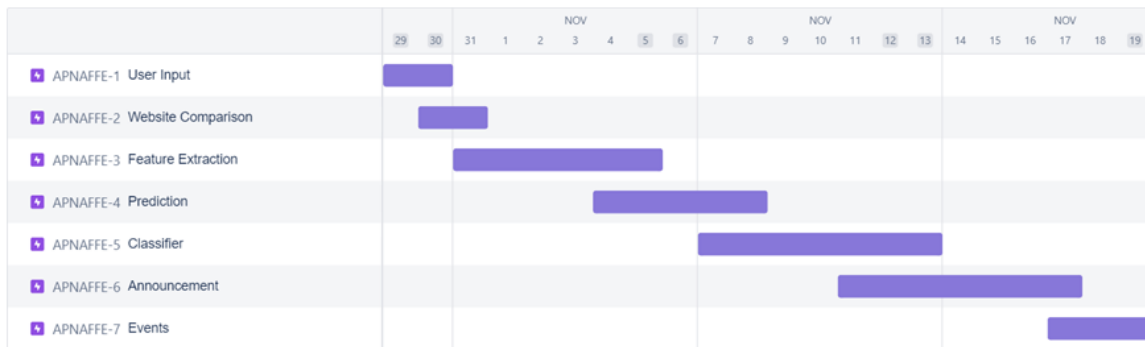 NOV NOV NOV
29 30 31 1 2 3 4 5 6 7 8 9 10 11 12 13 14 15 16 17 18 19
APNAFFE-1 User Input
APNAFFE-2 Website Comparison
APNAFFE-3 Feature Extraction
APNAFFE-4 Prediction
APNAFFE-5 Classifier
APNAFFE-6 Announcement
APNAFFE-7 Events